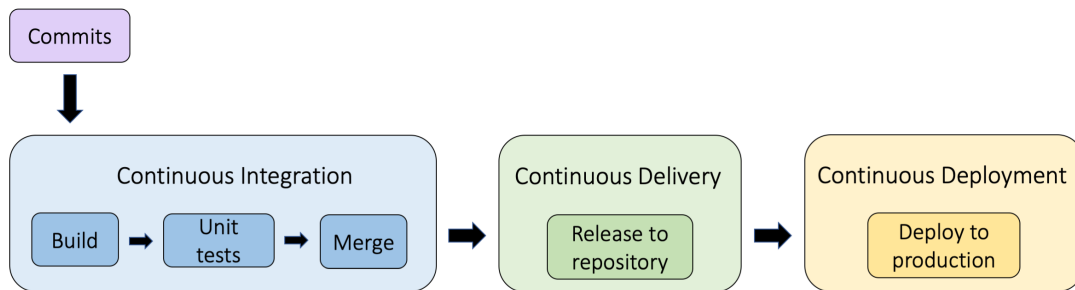 Commits
Continuous Integration
Build
Unit
tests
Merge
Continuous Delivery
Release to
repository
Continuous Deployment
Deploy to
production